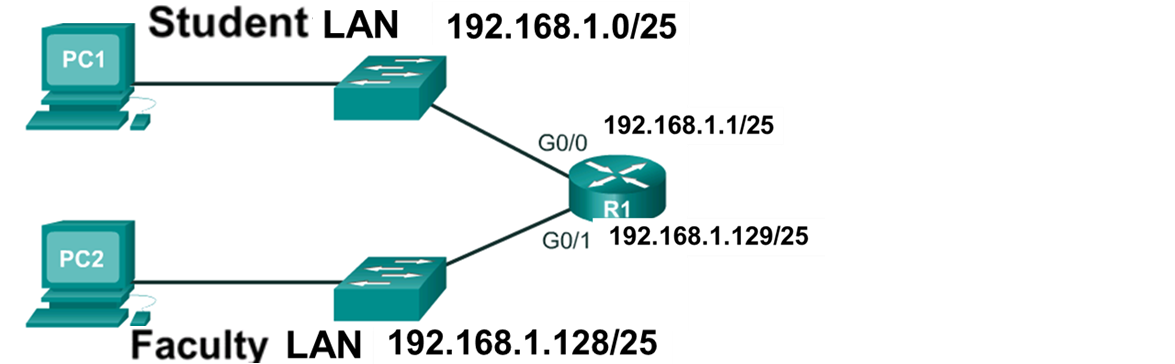 Student LAN 192.168.1.0/25
PC1
192.168.1.1/25
G0/0
R1
G0/1 192.168.1.129/25
PC2
Faculty LAN 192.168.1.128/25